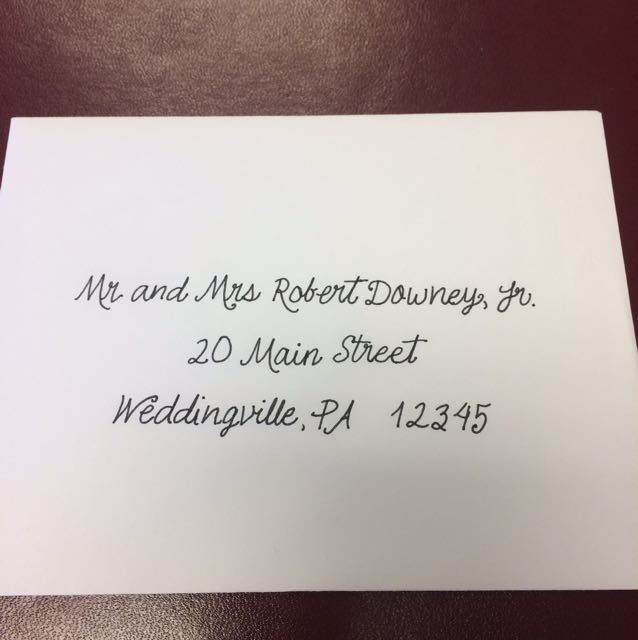 Mr and Mrs Robert Downey, Jr.
20 Main Street
Weddingville, PA 12345